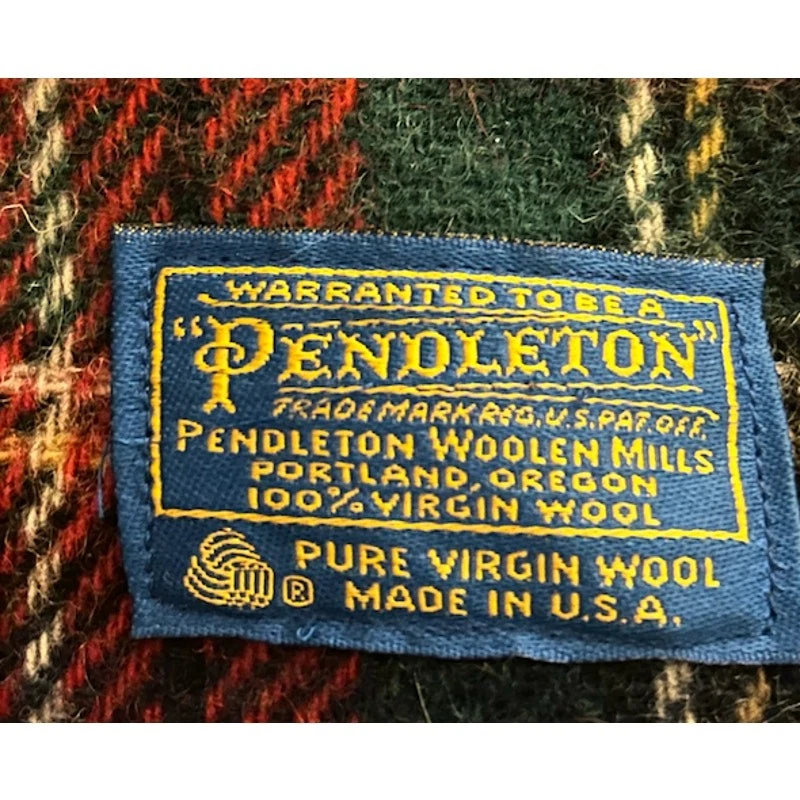 WARRANTED TO BE A
"PENDLETON"
TRADE MARK REG. U.S. PAT. OFF.
PENDLETON WOOLEN MILLS
PORTLAND, OREGON
100% VIRGIN WOOL
® PURE VIRGIN WOOL
MADE IN U.S.A.